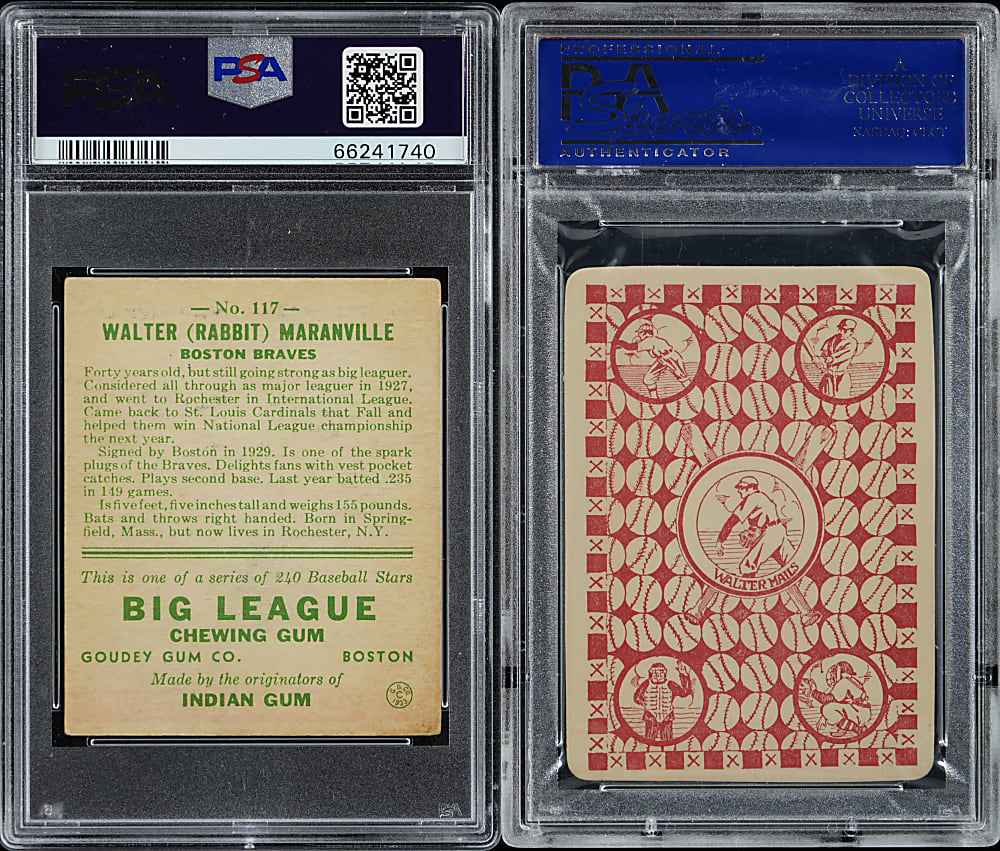 PSA
PSA
66241740
— No. 117 —
WALTER (RABBIT) MARANVILLE
BOSTON BRAVES
Forty years old, but still going strong as big leaguer.
Considered all through as major leaguer in 1927,
and went to Rochester in International League.
Came back to St. Louis Cardinals that Fall and
helped them win National League championship
the next year.
Signed by Boston in 1929. Is one of the spark
plugs of the Braves. Delights fans with vest pocket
catches. Plays second base. Last year batted .235
in 149 games.
Is five feet, five inches tall and weighs 155 pounds.
Bats and throws right handed. Born in Spring-
field, Mass., but now lives in Rochester, N.Y.
This is one of a series of 240 Baseball Stars
BIG LEAGUE
CHEWING GUM
GOUDEY GUM CO. BOSTON
Made by the originators of
INDIAN GUM
PROFESSIONAL
PSA
Sports.
AUTHENTICATOR
A
DIVISION OF
COLLECTORS
UNIVERSE
NASDAQ: CLCT
WALTER MAILS